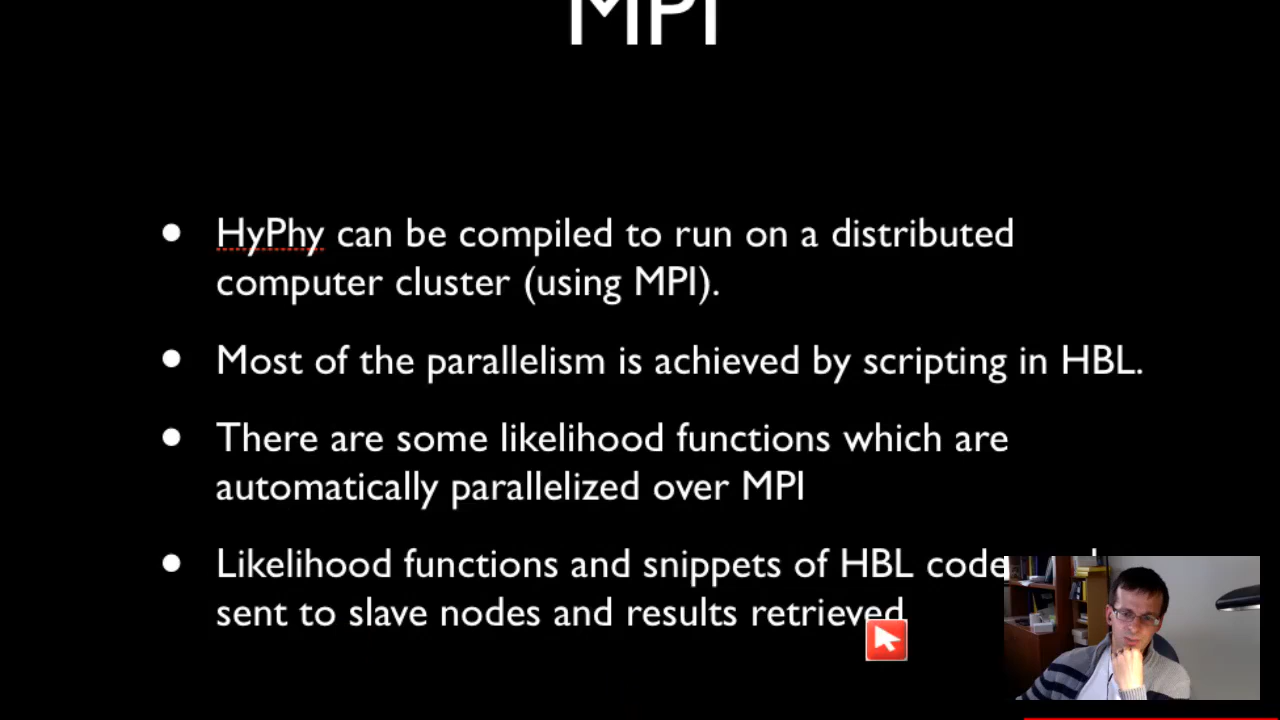 MPI
• HyPhy can be compiled to run on a distributed
computer cluster (using MPI).
• Most of the parallelism is achieved by scripting in HBL.
• There are some likelihood functions which are
automatically parallelized over MPI
• Likelihood functions and snippets of HBL code
sent to slave nodes and results retrieved